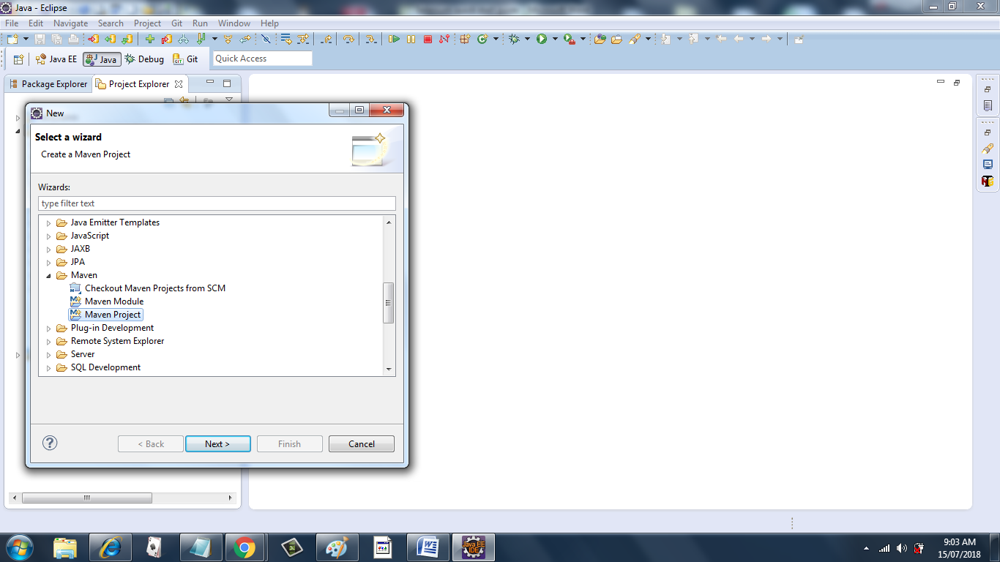 Java - Eclipse
File Edit Navigate Search Project Git Run Window Help
Java EE Java Debug Git Quick Access
Package Explorer Project Explorer
New
Select a wizard
Create a Maven Project
Wizards:
type filter text
Java Emitter Templates
JavaScript
JAXB
JPA
Maven
Checkout Maven Projects from SCM
Maven Module
Maven Project
Plug-in Development
Remote System Explorer
Server
SQL Development
< Back Next > Finish Cancel
Java EE
IDE
9:03 AM
15/07/2018